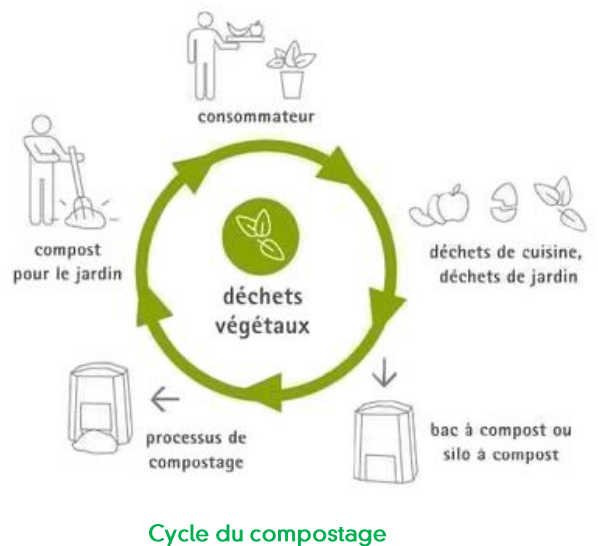 consommateur
déchets de cuisine,
déchets de jardin
bac à compost ou
silo à compost
processus de
compostage
compost
pour le jardin
déchets
végétaux
Cycle du compostage